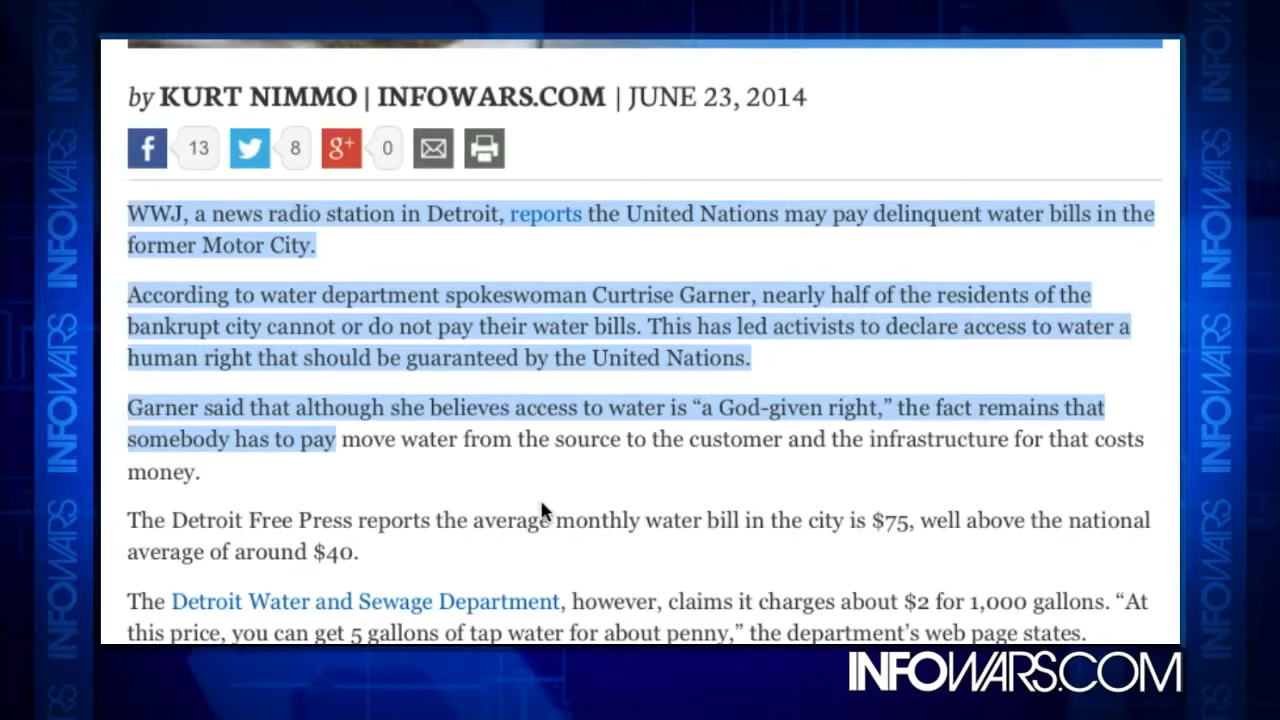 by KURT NIMMO | INFOWARS.COM | JUNE 23, 2014
f 13 8 g+ 0
WWJ, a news radio station in Detroit, reports the United Nations may pay delinquent water bills in the
former Motor City.
According to water department spokeswoman Curtrise Garner, nearly half of the residents of the
bankrupt city cannot or do not pay their water bills. This has led activists to declare access to water a
human right that should be guaranteed by the United Nations.
Garner said that although she believes access to water is “a God-given right,” the fact remains that
somebody has to pay move water from the source to the customer and the infrastructure for that costs
money.
The Detroit Free Press reports the average monthly water bill in the city is $75, well above the national
average of around $40.
The Detroit Water and Sewage Department, however, claims it charges about $2 for 1,000 gallons. “At
this price, you can get 5 gallons of tap water for about penny,” the department’s web page states.
INFOWARS.COM
INFOWARS
INFOWARS
INFOWARS
INFOWARS
INFOWARS
INFOWARS